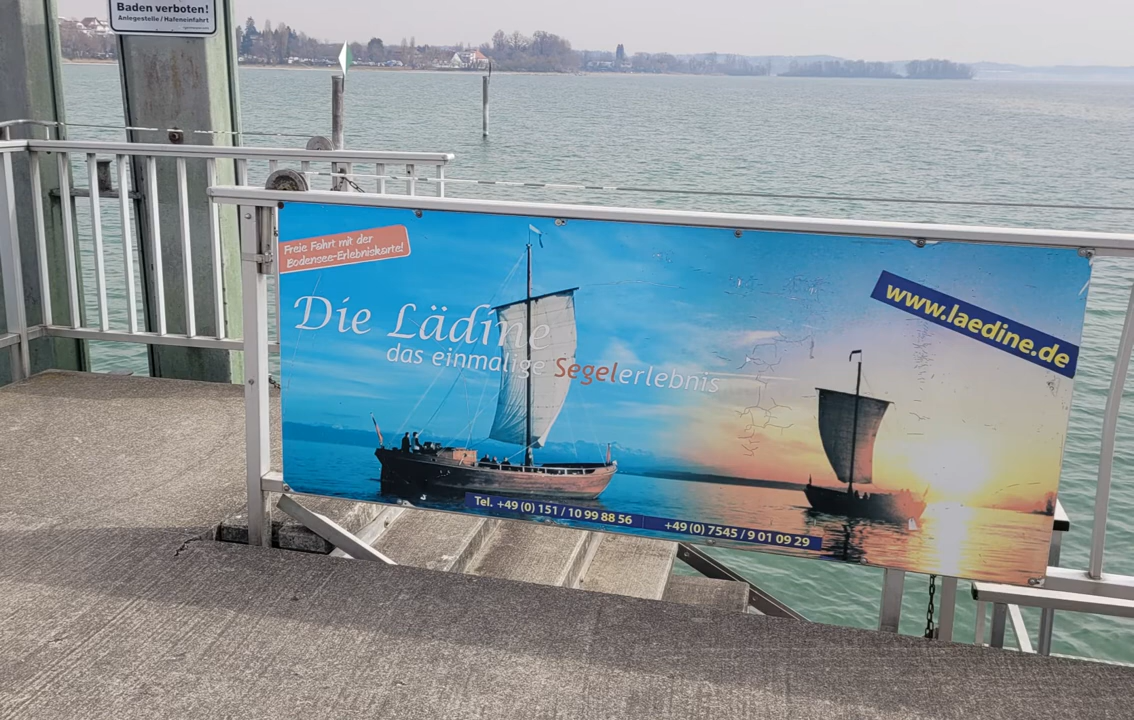 Baden verboten!
Anlegestelle / Hafeneinfahrt
Freie Fahrt mit der
Bodensee-Erlebniskarte!
Die Lädine
das einmalige Segelerlebnis
www.laedine.de
Tel. +49 (0) 151 / 10 99 88 56
+49 (0) 7545 / 9 01 09 29